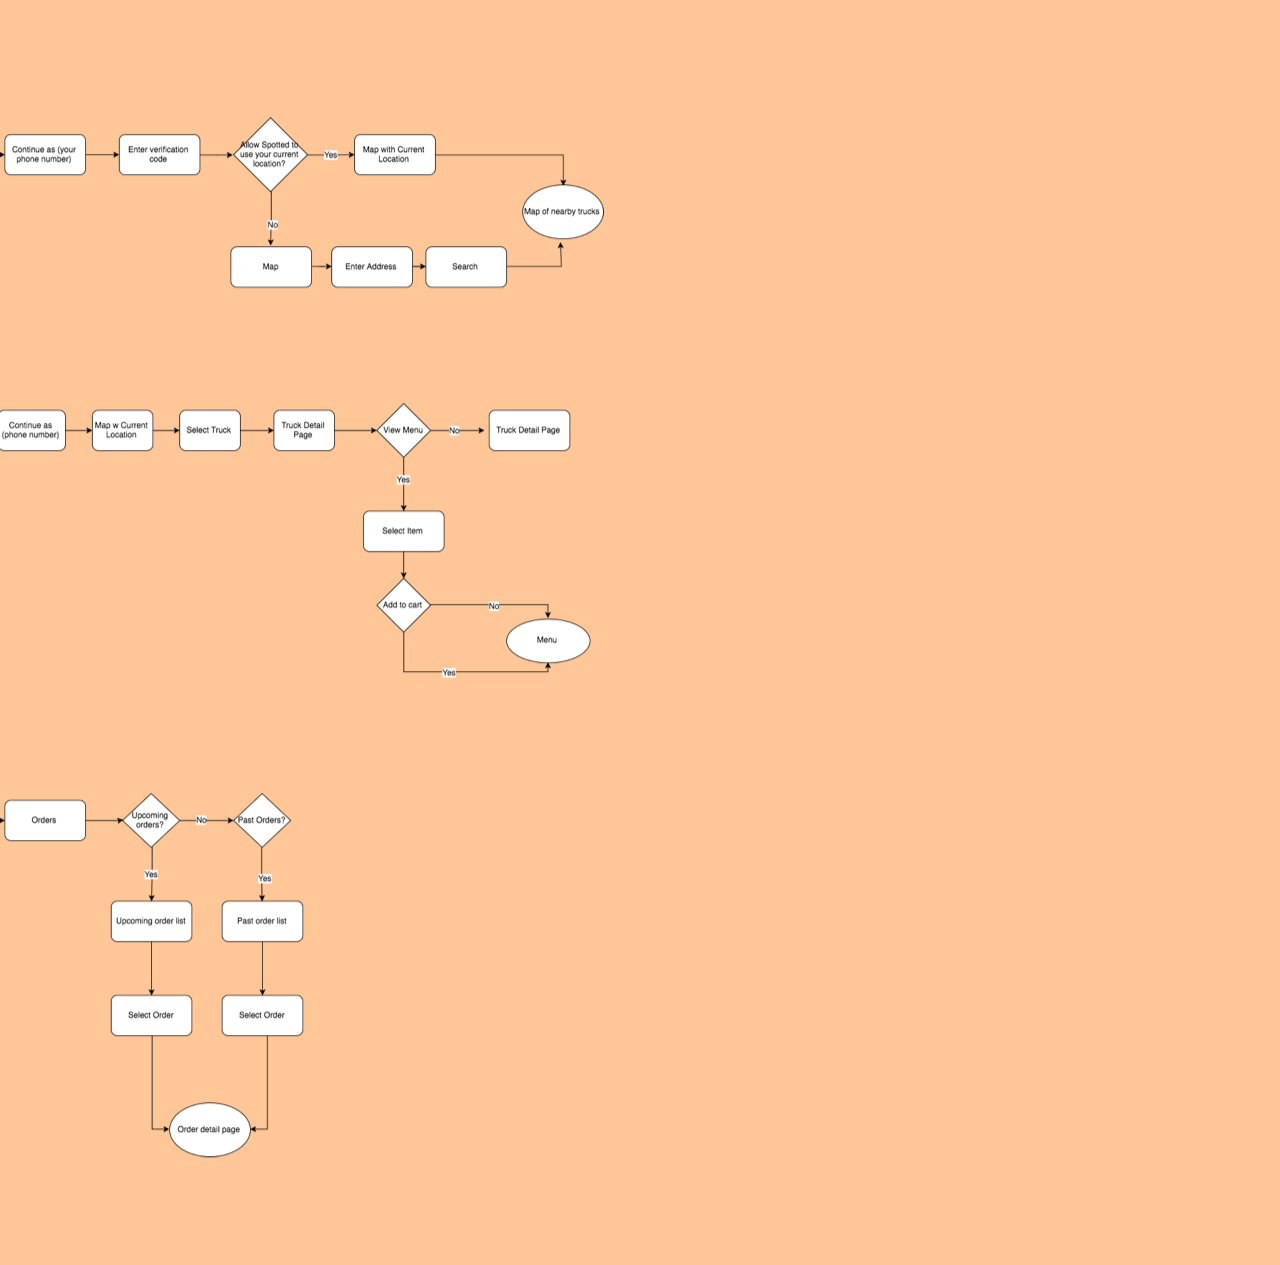 Continue as (your
phone number)
Enter verification
code
Allow Spotted to
use your current
location?
Yes
Map with Current
Location
Map of nearby trucks
No
Map
Enter Address
Search
Continue as
(phone number)
Map w Current
Location
Select Truck
Truck Detail
Page
View Menu
No
Truck Detail Page
Yes
Select Item
Add to cart
No
Menu
Yes
Orders
Upcoming
orders?
No
Past Orders?
Yes
Yes
Upcoming order list
Past order list
Select Order
Select Order
Order detail page